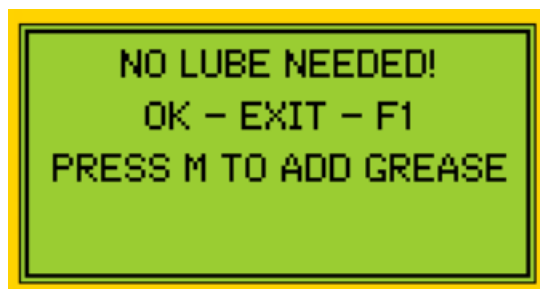 NO LUBE NEEDED!
OK – EXIT – F1
PRESS M TO ADD GREASE